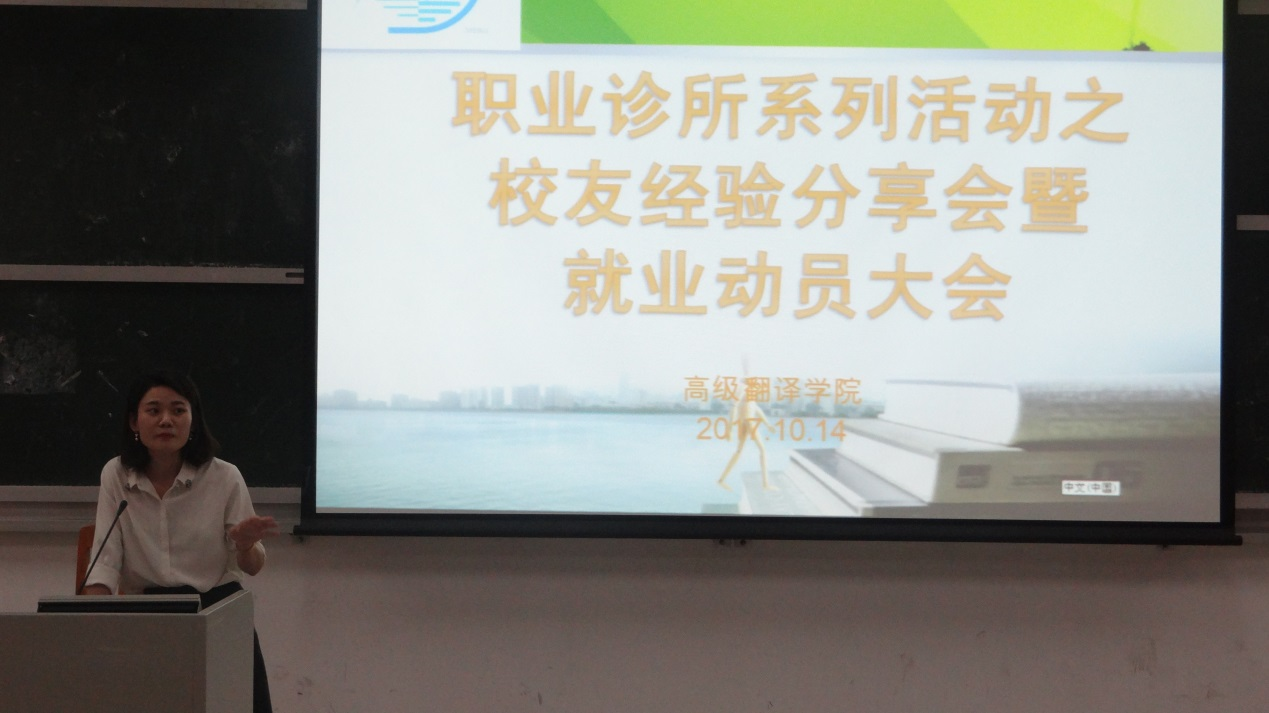 职业诊所系列活动之
校友经验分享会暨
就业动员大会
高级翻译学院
2017.10.14
中文(中国)